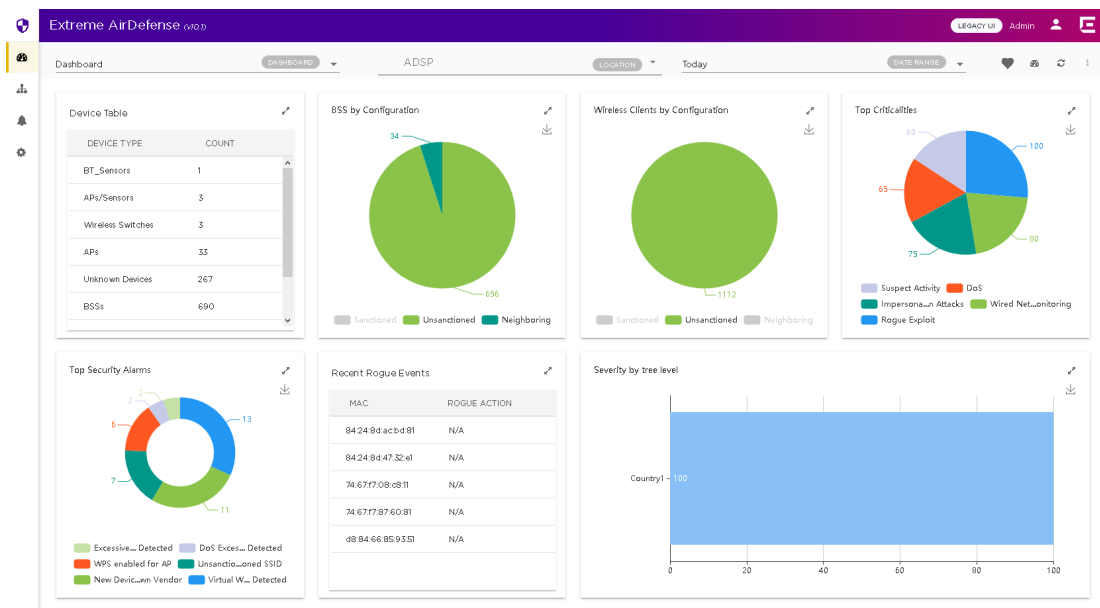 Extreme AirDefense (v10.1)
LEGACY UI Admin
Dashboard DASHBOARD ADSP LOCATION Today DATE RANGE
Device Table
DEVICE TYPE COUNT
BT_Sensors 1
APs/Sensors 3
Wireless Switches 3
APs 33
Unknown Devices 267
BSSs 690
BSS by Configuration
34
656
Sanctioned Unsanctioned Neighboring
Wireless Clients by Configuration
1112
Sanctioned Unsanctioned Neighboring
Top Criticalities
60
100
65
80
75
Suspect Activity DoS
Impersona...n Attacks Wired Net...onitoring
Rogue Exploit
Top Security Alarms
2
2
13
6
7
11
Excessive... Detected DoS Exces... Detected
WPS enabled for AP Unsanctio...oned SSID
New Devic...wn Vendor Virtual W... Detected
Recent Rogue Events
MAC ROGUE ACTION
84:24:8d:ac:bd:81 N/A
84:24:8d:47:32:e1 N/A
74:67:f7:08:c8:11 N/A
74:67:f7:87:60:81 N/A
d8:84:66:85:93:51 N/A
Severity by tree level
Country1 100
0 20 40 60 80 100